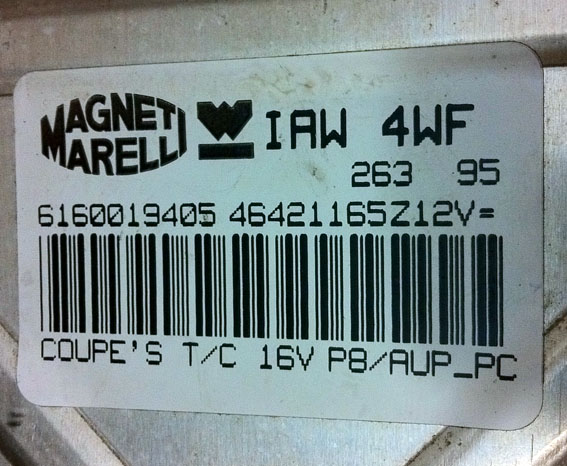 MAGNETI MARELLI W IAW 4WF
263 95
6160019405 46421165Z12V=
COUPE'S T/C 16V P8/AUP_PC